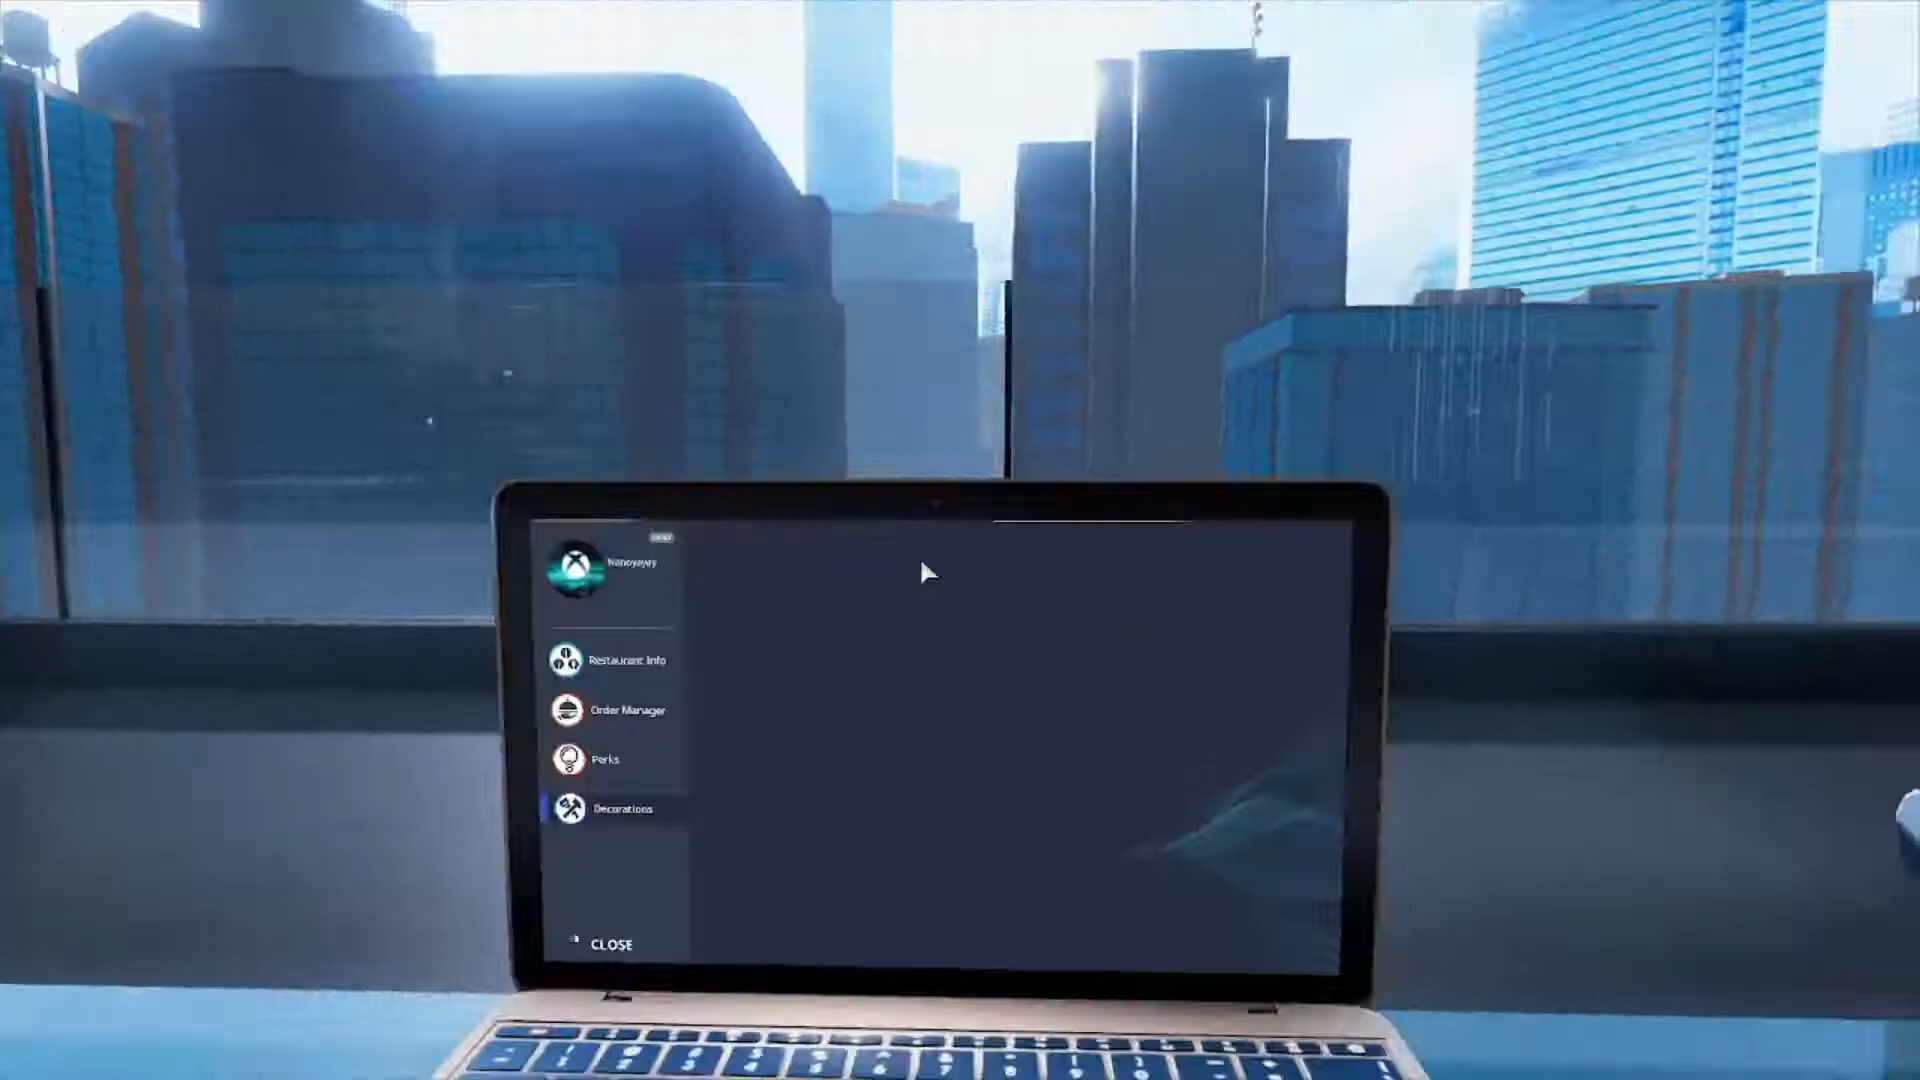 Restaurant Info
Order Manager
Perks
Decorations
CLOSE